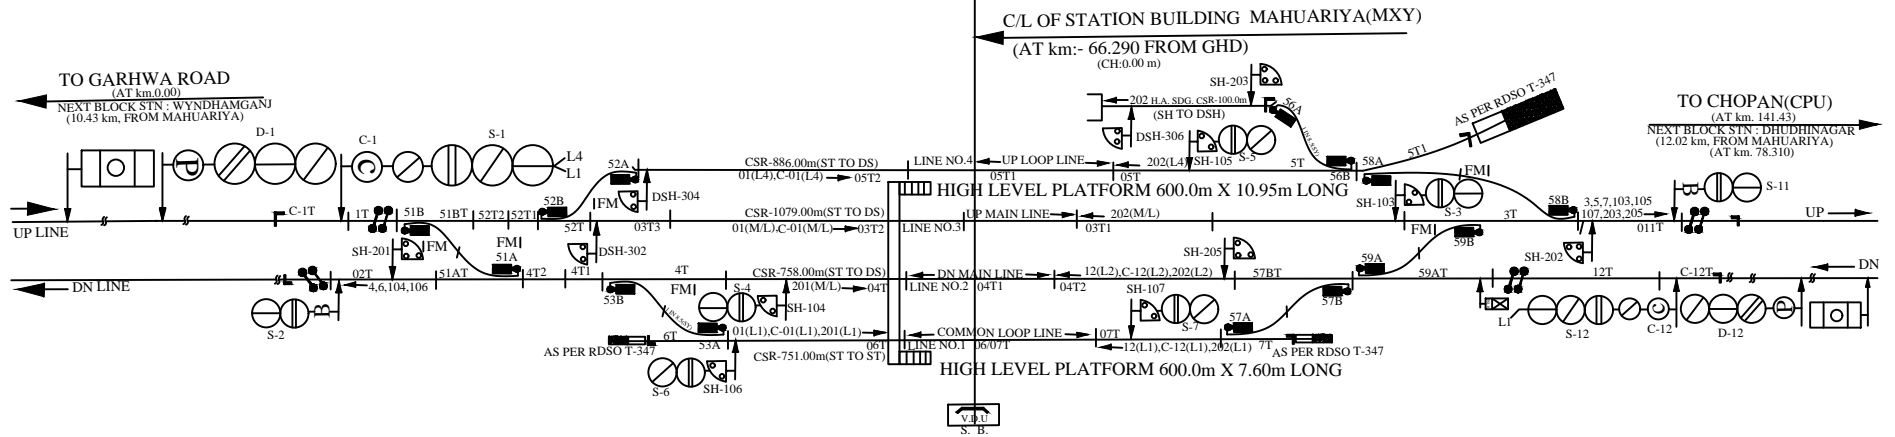 C/L OF STATION BUILDING MAHUARIYA(MXY)
(AT km:- 66.290 FROM GHD)
(CH:0.00 m)
TO GARHWA ROAD
(AT km.0.00)
NEXT BLOCK STN : WYNDHAMGANJ
(10.43 km, FROM MAHUARIYA)
TO CHOPAN(CPU)
(AT km. 141.43)
NEXT BLOCK STN : DHUDHINAGAR
(12.02 km, FROM MAHUARIYA)
(AT km. 78.310)
D-1
C-1
S-1
P
C
L4
L1
SH-203
202 H.A. SDG. CSR-100.0m
(SH TO DSH)
56A
AS PER RDSO T-347
DSH-306
SH-105
S-5
5T
5T1
56B
58A
52A
CSR-886.00m(ST TO DS)
01(L4),C-01(L4)
05T2
LINE NO.4
UP LOOP LINE
05T1
202(L4)
05T
FM
B
S-11
HIGH LEVEL PLATFORM 600.0m X 10.95m LONG
DSH-304
SH-103
S-3
C-1T
1T
51B
51BT
52T2
52T1
52B
FM
52T
03T3
CSR-1079.00m(ST TO DS)
01(M/L).C-01(M/L)
03T2
LINE NO.3
UP MAIN LINE
03T1
202(M/L)
3T
58B
3,5,7,103,105
107,203,205
011T
UP
UP LINE
SH-201
FM
FM
51A
DSH-302
SH-205
FM
59B
SH-202
02T
51AT
4T2
4T1
4T
CSR-758.00m(ST TO DS)
201(M/L)
04T
DN MAIN LINE
LINE NO.2
04T1
04T2
12(L2),C-12(L2),202(L2)
57BT
59A
59AT
12T
C-12T
DN
DN LINE
4,6,104,106
53B
FM
S-4
SH-104
SH-107
S-7
57B
57A
L1
S-12
C
C-12
D-12
P
S-2
B
01(L1),C-01(L1),201(L1)
COMMON LOOP LINE
07T
AS PER RDSO T-347
6T
53A
06T
LINE NO.1
06/07T
12(L1),C-12(L1),202(L1)
7T
AS PER RDSO T-347
CSR-751.00m(ST TO ST)
HIGH LEVEL PLATFORM 600.0m X 7.60m LONG
S-6
SH-106
V.D.U
S. B.